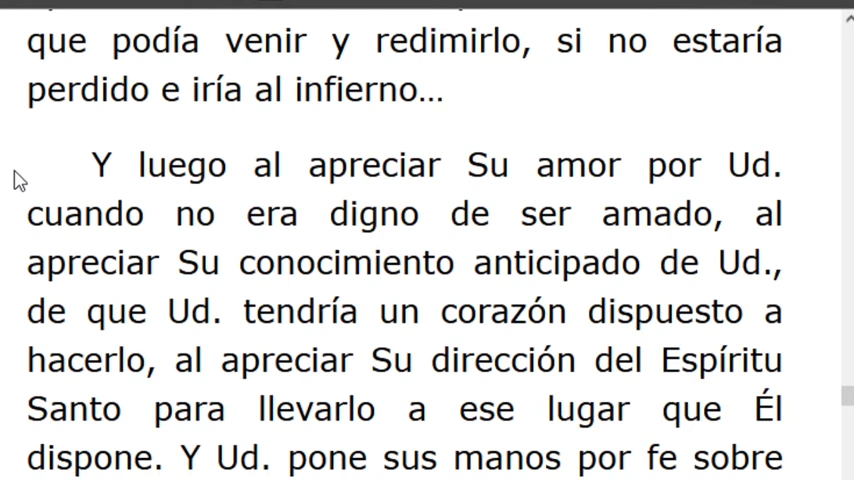 que podía venir y redimirlo, si no estaría
perdido e iría al infierno...
Y luego al apreciar Su amor por Ud.
cuando no era digno de ser amado, al
apreciar Su conocimiento anticipado de Ud.,
de que Ud. tendría un corazón dispuesto a
hacerlo, al apreciar Su dirección del Espíritu
Santo para llevarlo a ese lugar que Él
dispone. Y Ud. pone sus manos por fe sobre